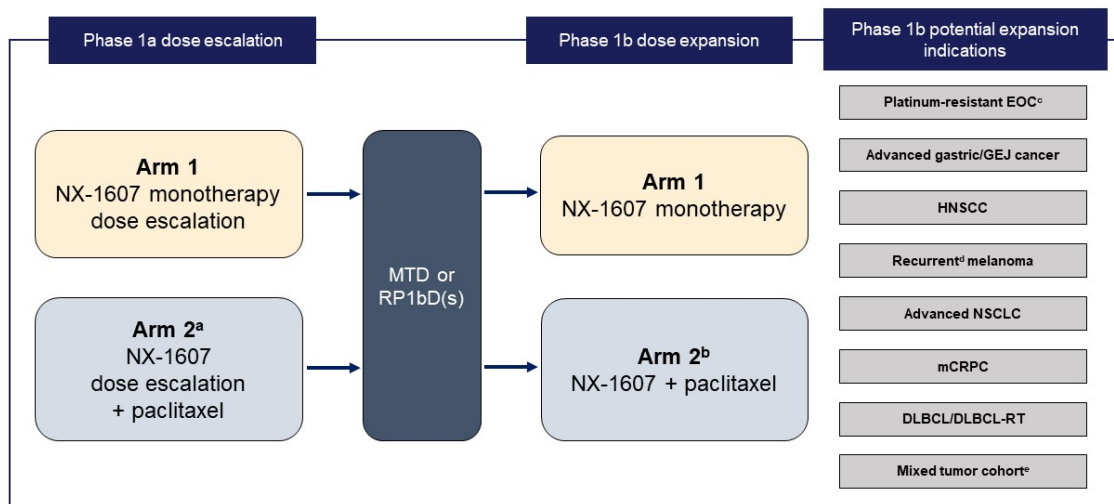 Phase 1a dose escalation
Phase 1b dose expansion
Phase 1b potential expansion
indications
Arm 1
NX-1607 monotherapy
dose escalation
Arm 2ᵃ
NX-1607
dose escalation
+ paclitaxel
MTD or
RP1bD(s)
Arm 1
NX-1607 monotherapy
Arm 2ᵇ
NX-1607 + paclitaxel
Platinum-resistant EOCᶜ
Advanced gastric/GEJ cancer
HNSCC
Recurrentᵈ melanoma
Advanced NSCLC
mCRPC
DLBCL/DLBCL-RT
Mixed tumor cohortᵉ